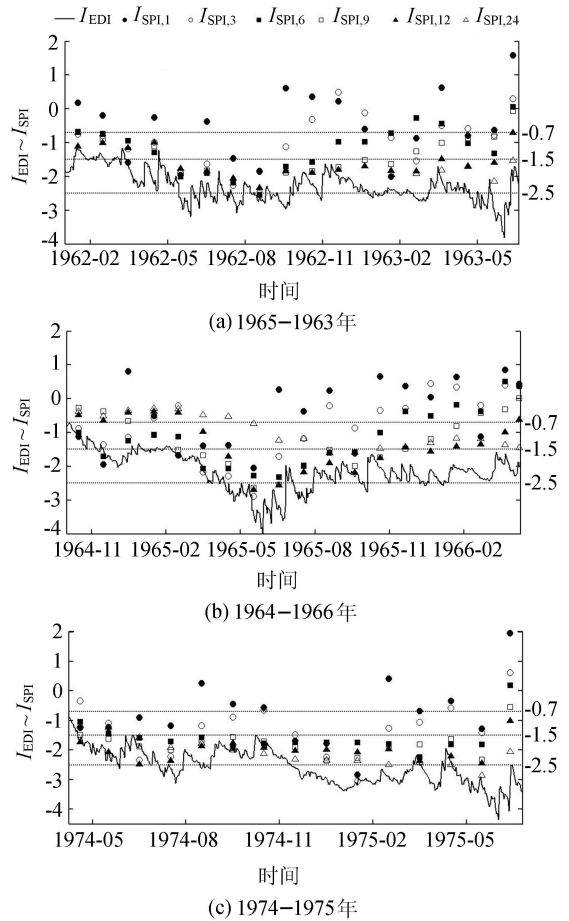 I_EDI I_SPI,1 I_SPI,3 I_SPI,6 I_SPI,9 I_SPI,12 I_SPI,24
2
1
0
-1
-2
-3
-4
I_EDI ~ I_SPI
-0.7
-1.5
-2.5
1962-02 1962-05 1962-08 1962-11 1963-02 1963-05
时间
(a) 1965-1963年
2
1
0
-1
-2
-3
-4
I_EDI ~ I_SPI
-0.7
-1.5
-2.5
1964-11 1965-02 1965-05 1965-08 1965-11 1966-02
时间
(b) 1964-1966年
2
1
0
-1
-2
-3
-4
I_EDI ~ I_SPI
-0.7
-1.5
-2.5
1974-05 1974-08 1974-11 1975-02 1975-05
时间
(c) 1974-1975年